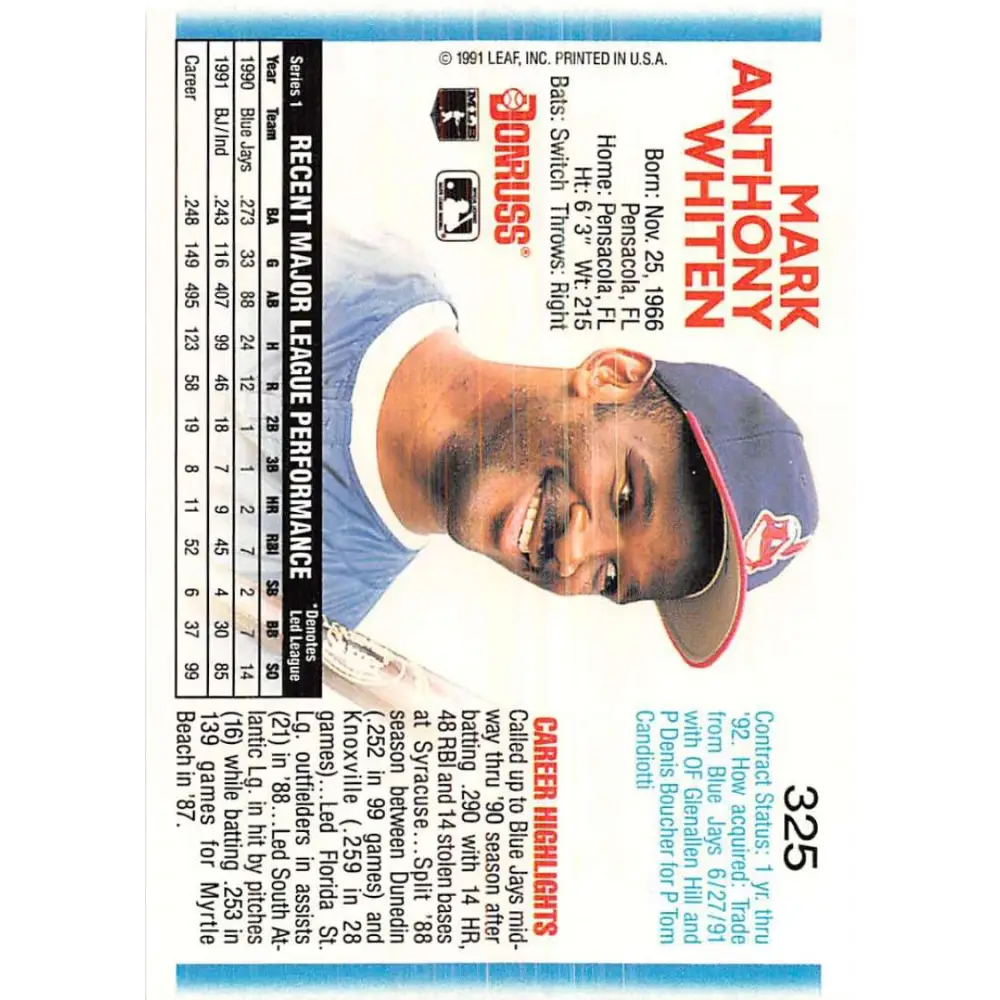 MARK
ANTHONY
WHITEN
Born: Nov. 25, 1966
Pensacola, FL
Home: Pensacola, FL
Ht: 6'3" Wt: 215
Bats: Switch Throws: Right
DONRUSS®
MLB
© 1991 LEAF, INC. PRINTED IN U.S.A.
325
Contract Status: 1 yr. thru
'92. How acquired: Trade
from Blue Jays 6/27/91
with OF Glenallen Hill and
P Denis Boucher for P Tom
Candiotti
CAREER HIGHLIGHTS
Called up to Blue Jays mid-
way thru '90 season after
batting .290 with 14 HR,
48 RBI and 14 stolen bases
at Syracuse...Split '88
season between Dunedin
(.252 in 99 games) and
Knoxville (.259 in 28
games)...Led Florida St.
Lg. outfielders in assists
(21) in '88...Led South At-
lantic Lg. in hit by pitches
(16) while batting .253 in
139 games for Myrtle
Beach in '87.
Series 1 RECENT MAJOR LEAGUE PERFORMANCE *Denotes
Led League
Year Team BA G AB H R 2B 3B HR RBI SB BB SO
1990 Blue Jays .273 33 88 24 12 1 1 2 7 2 7 14
1991 BJ/Ind .243 116 407 99 46 18 7 9 45 4 30 85
Career .248 149 495 123 58 19 8 11 52 6 37 99